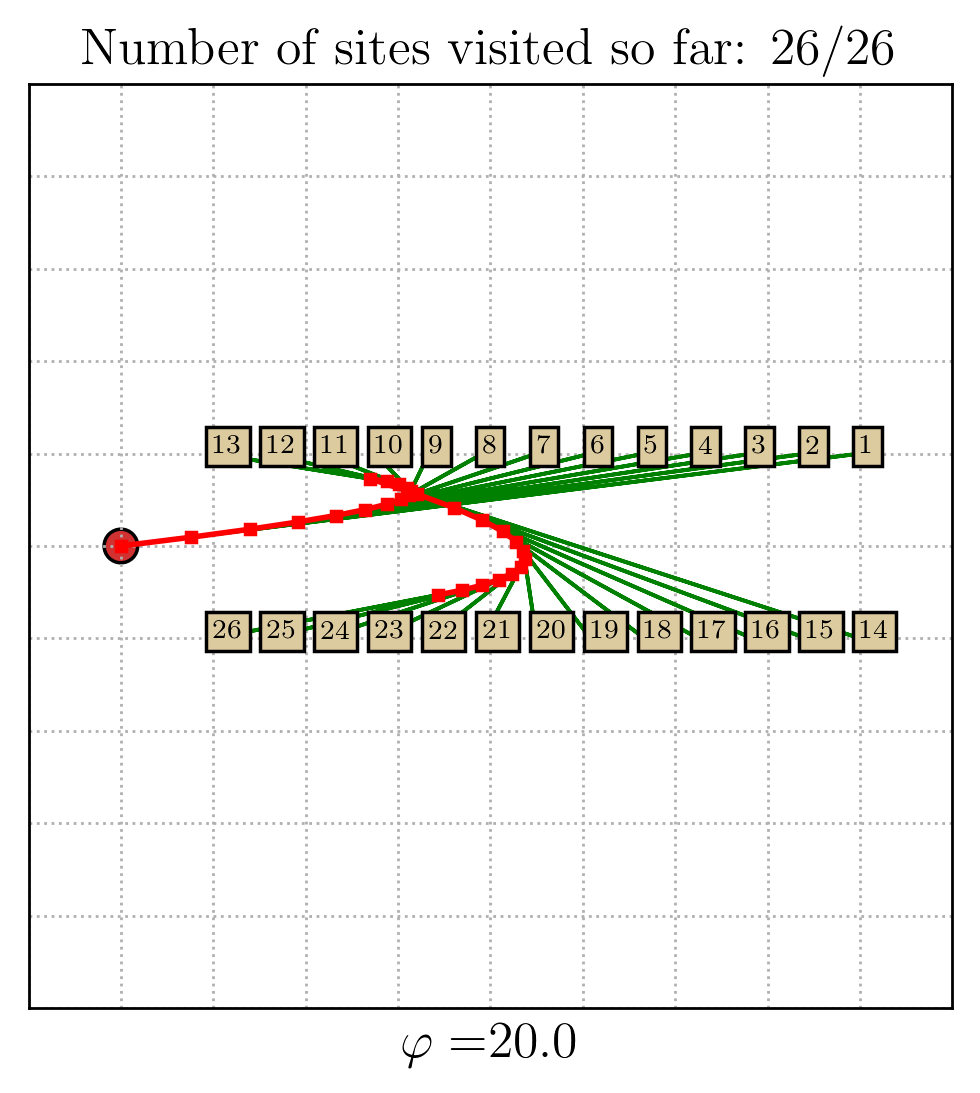 Number of sites visited so far: 26/26
13 12 11 10 9 8 7 6 5 4 3 2 1
26 25 24 23 22 21 20 19 18 17 16 15 14
φ =20.0